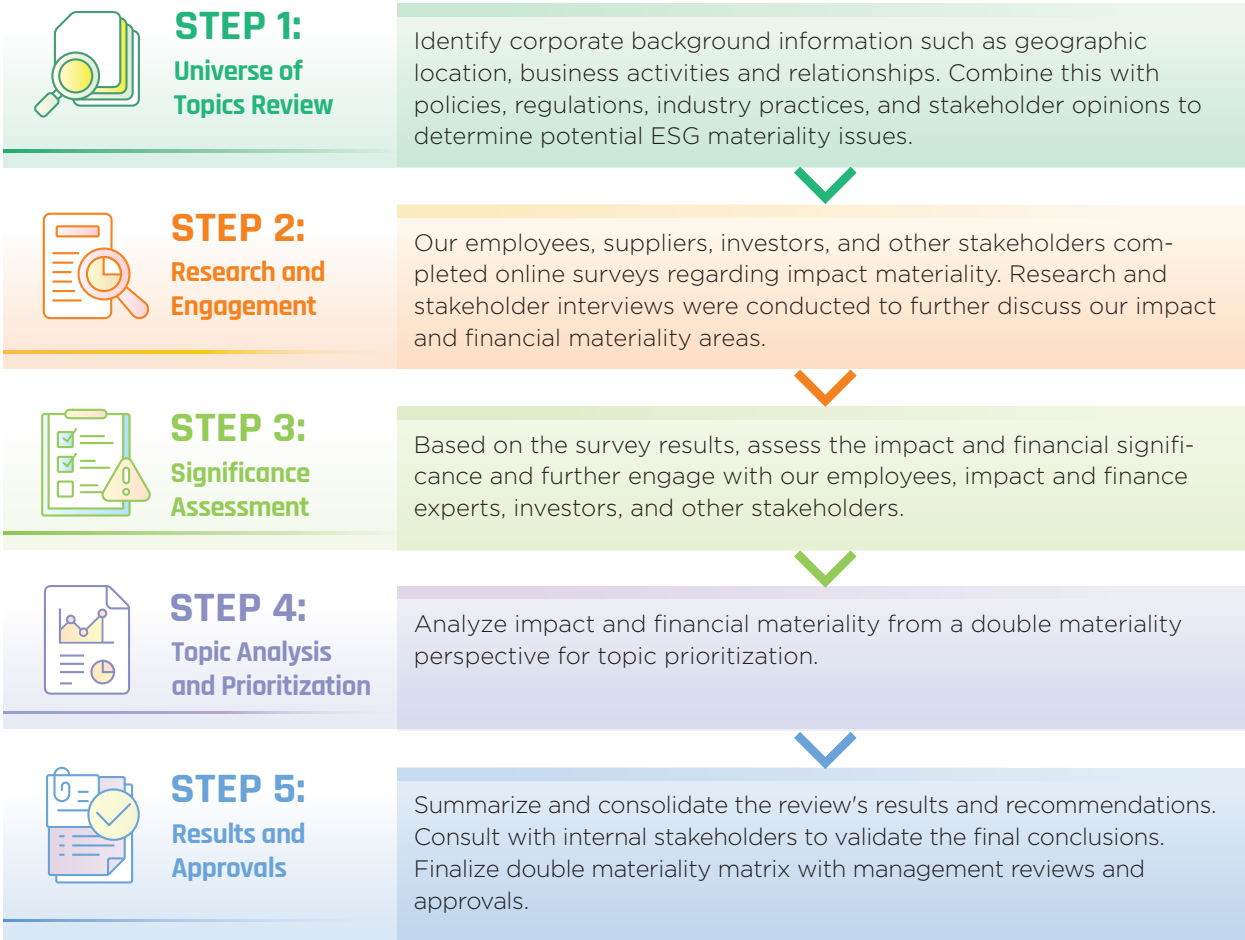 STEP 1:
Universe of
Topics Review
Identify corporate background information such as geographic
location, business activities and relationships. Combine this with
policies, regulations, industry practices, and stakeholder opinions to
determine potential ESG materiality issues.
STEP 2:
Research and
Engagement
Our employees, suppliers, investors, and other stakeholders com-
pleted online surveys regarding impact materiality. Research and
stakeholder interviews were conducted to further discuss our impact
and financial materiality areas.
STEP 3:
Significance
Assessment
Based on the survey results, assess the impact and financial signifi-
cance and further engage with our employees, impact and finance
experts, investors, and other stakeholders.
STEP 4:
Topic Analysis
and Prioritization
Analyze impact and financial materiality from a double materiality
perspective for topic prioritization.
STEP 5:
Results and
Approvals
Summarize and consolidate the review's results and recommendations.
Consult with internal stakeholders to validate the final conclusions.
Finalize double materiality matrix with management reviews and
approvals.